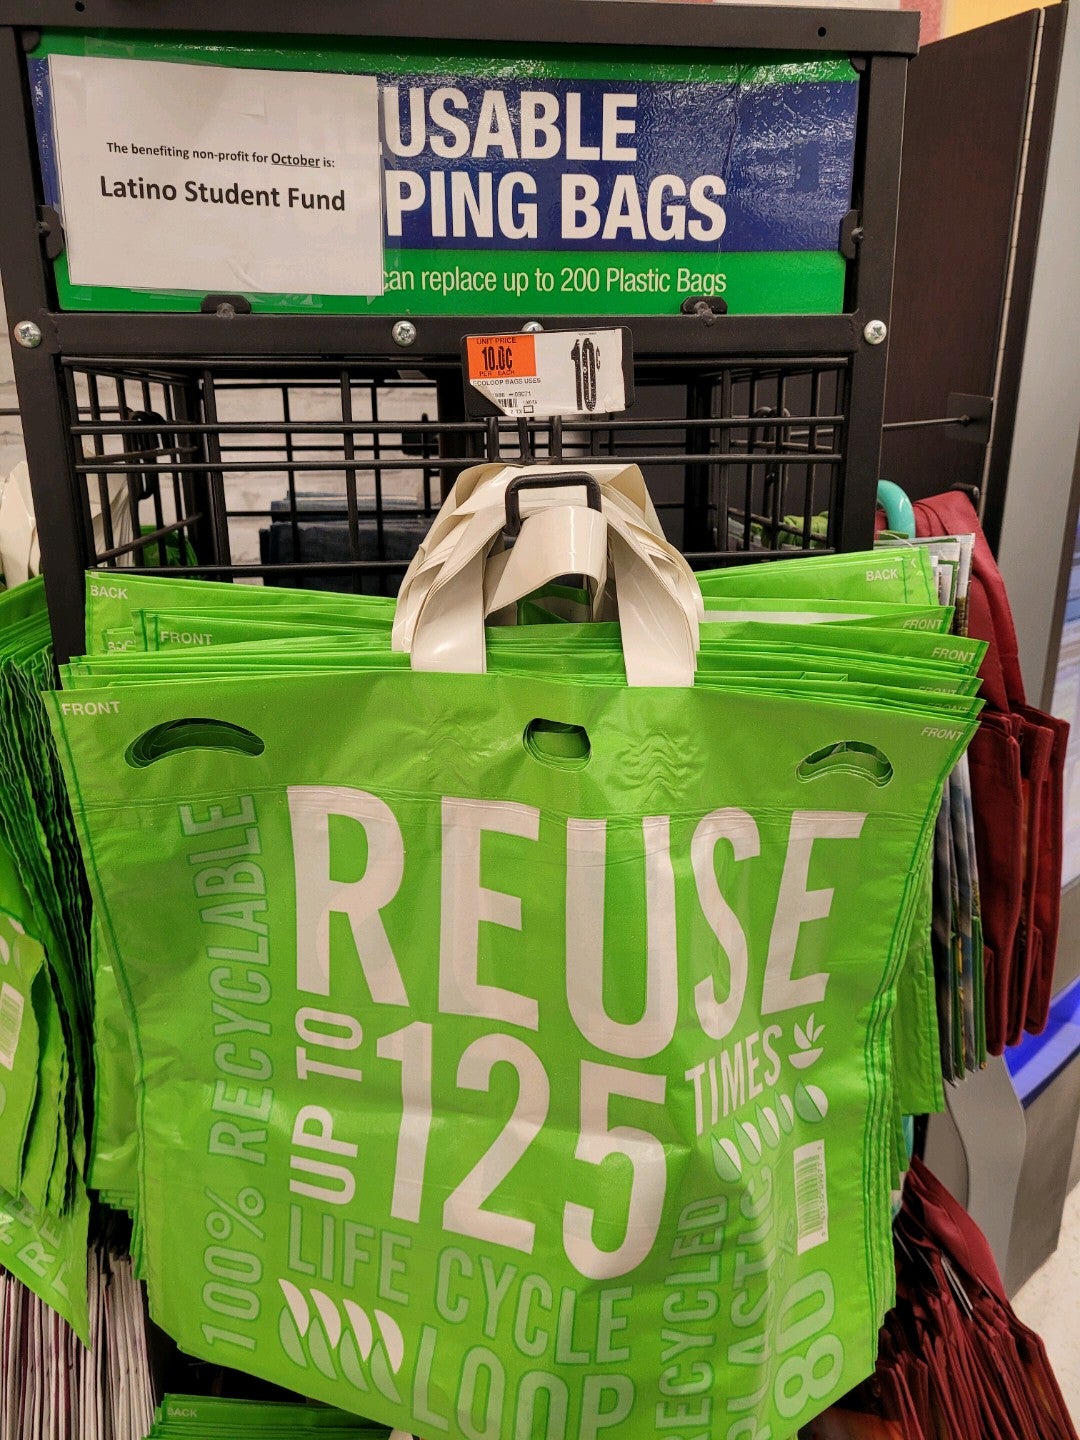 The benefiting non-profit for October is:
Latino Student Fund
USABLE
PING BAGS
can replace up to 200 Plastic Bags
UNIT PRICE
10.0¢
PER EACH
10¢
BACK
BACK
FRONT
FRONT
FRONT
FRONT
FRONT
100% RECYCLABLE
REUSE
UP TO
125
TIMES
LIFE CYCLE
LOOP
RECYCLED
PLASTIC
80%
BACK